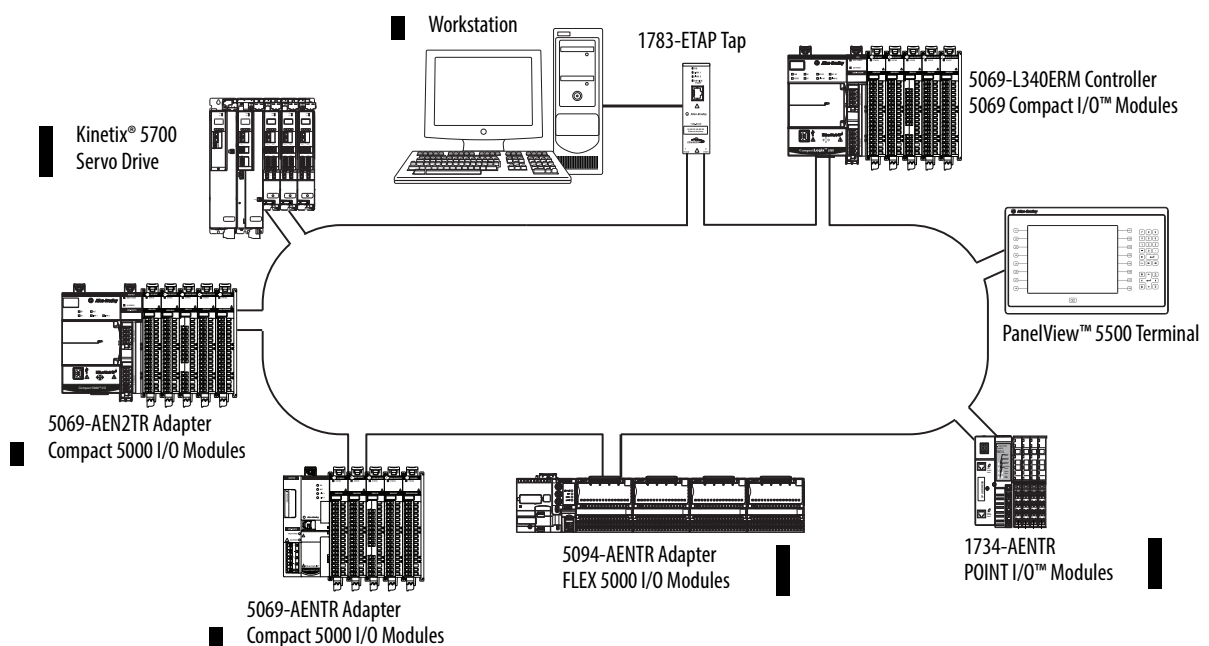 Workstation
1783-ETAP Tap
5069-L340ERM Controller
5069 Compact I/O™ Modules
Kinetix® 5700
Servo Drive
PanelView™ 5500 Terminal
5069-AEN2TR Adapter
Compact 5000 I/O Modules
5094-AENTR Adapter
FLEX 5000 I/O Modules
1734-AENTR
POINT I/O™ Modules
5069-AENTR Adapter
Compact 5000 I/O Modules